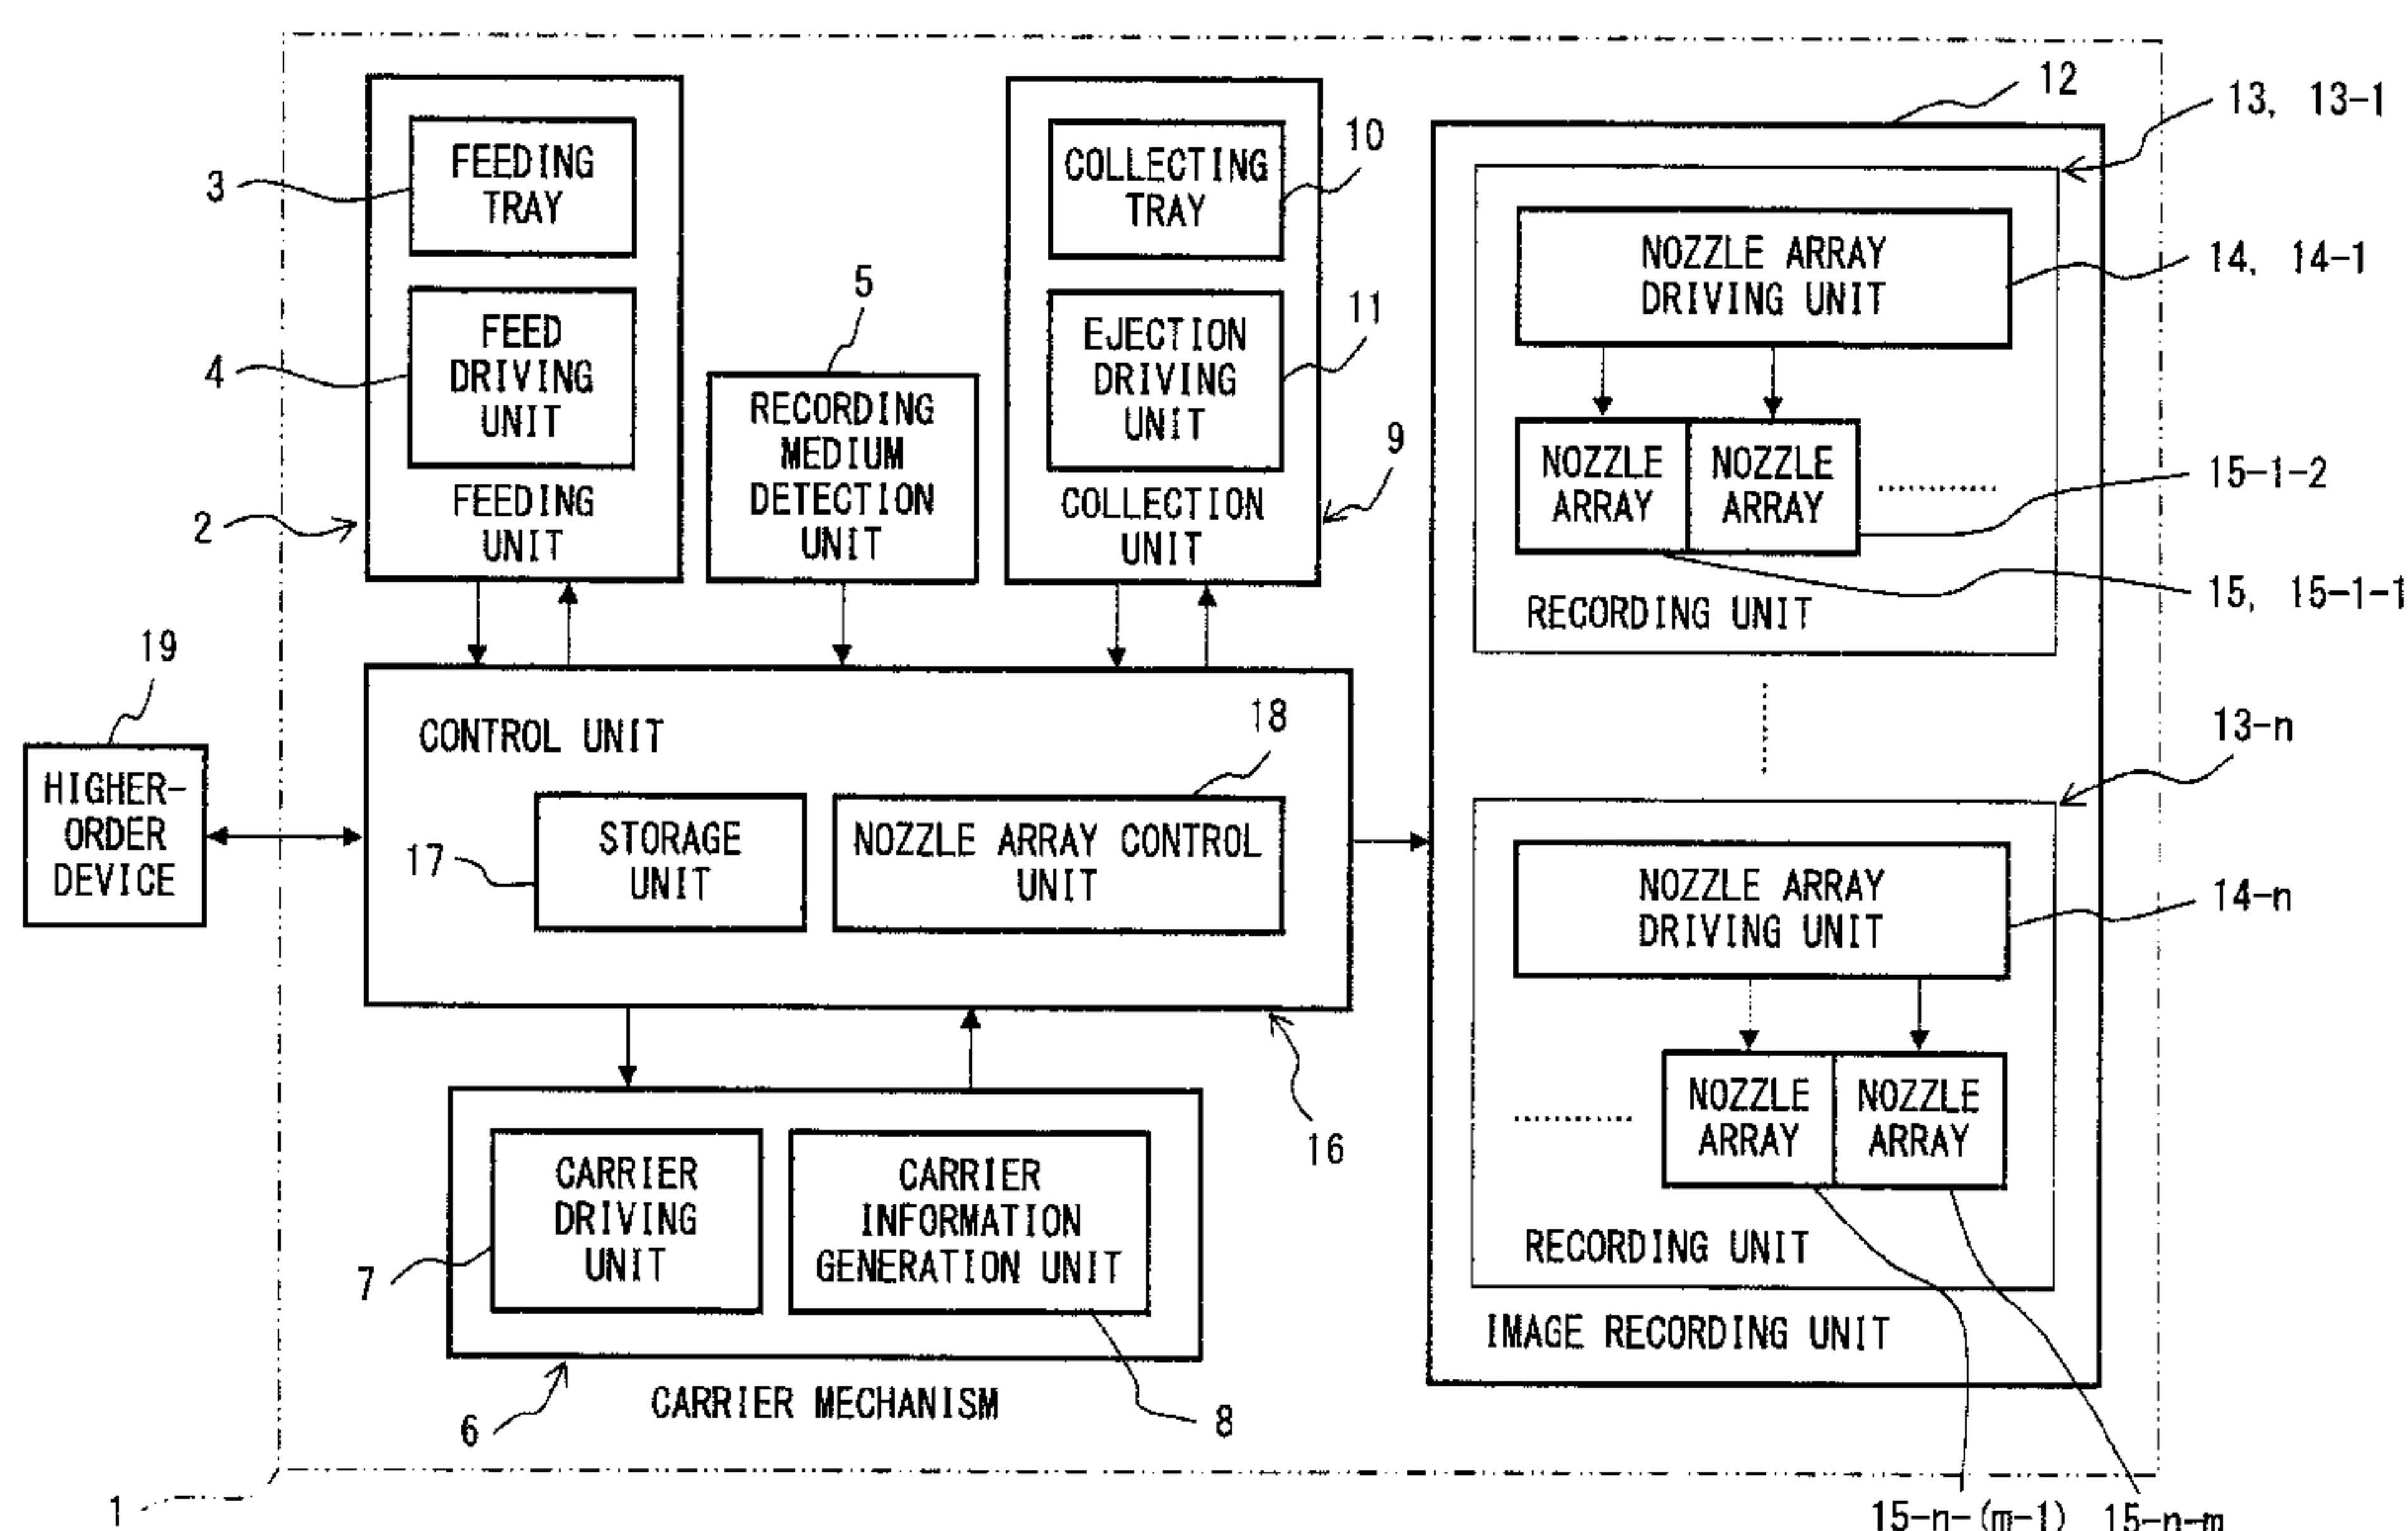 12
13, 13-1
3
FEEDING
TRAY
COLLECTING
TRAY
10
NOZZLE ARRAY
DRIVING UNIT
14, 14-1
4
FEED
DRIVING
UNIT
FEEDING
UNIT
2
5
RECORDING
MEDIUM
DETECTION
UNIT
EJECTION
DRIVING
UNIT
11
COLLECTION
UNIT
9
NOZZLE
ARRAY
NOZZLE
ARRAY
15-1-2
15, 15-1-1
RECORDING UNIT
19
HIGHER-
ORDER
DEVICE
CONTROL UNIT
18
17
STORAGE
UNIT
NOZZLE ARRAY CONTROL
UNIT
16
13-n
NOZZLE ARRAY
DRIVING UNIT
14-n
NOZZLE
ARRAY
NOZZLE
ARRAY
RECORDING UNIT
IMAGE RECORDING UNIT
7
CARRIER
DRIVING
UNIT
CARRIER
INFORMATION
GENERATION UNIT
6
CARRIER MECHANISM
8
1
15-n-(m-1)
15-n-m